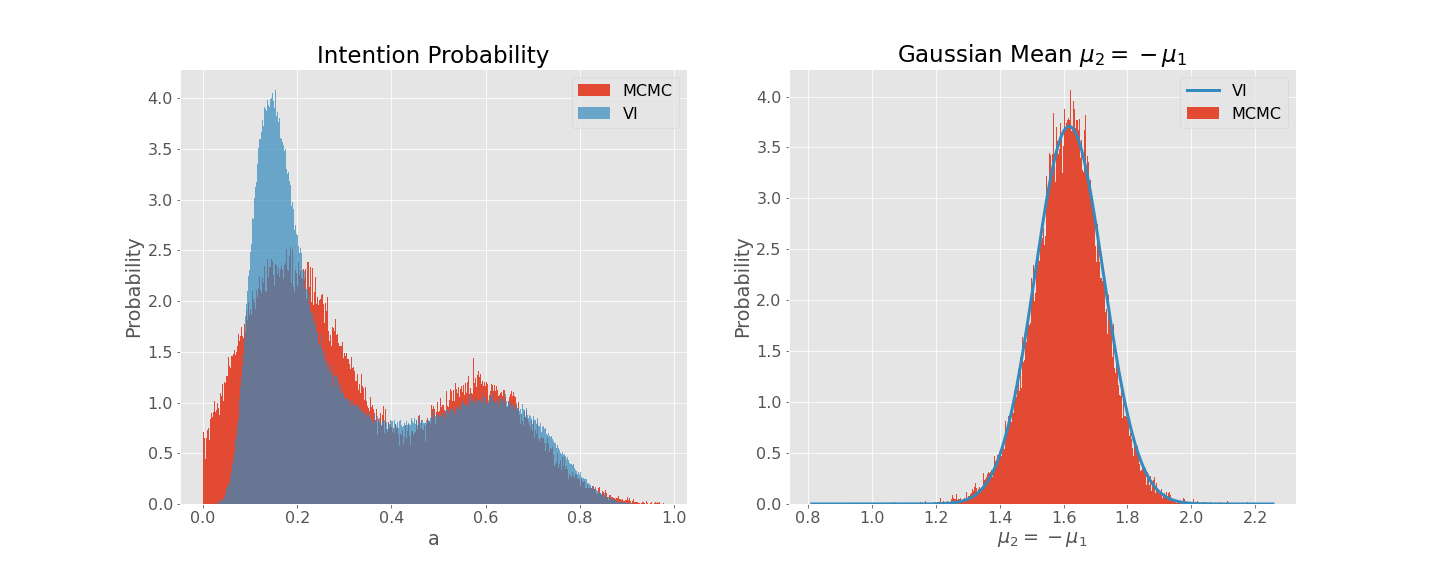 Intention Probability
MCMC
VI
4.0
3.5
3.0
2.5
2.0
1.5
1.0
0.5
0.0
Probability
0.0 0.2 0.4 0.6 0.8 1.0
a
Gaussian Mean μ₂ = − μ₁
VI
MCMC
4.0
3.5
3.0
2.5
2.0
1.5
1.0
0.5
0.0
Probability
0.8 1.0 1.2 1.4 1.6 1.8 2.0 2.2
μ₂ = − μ₁